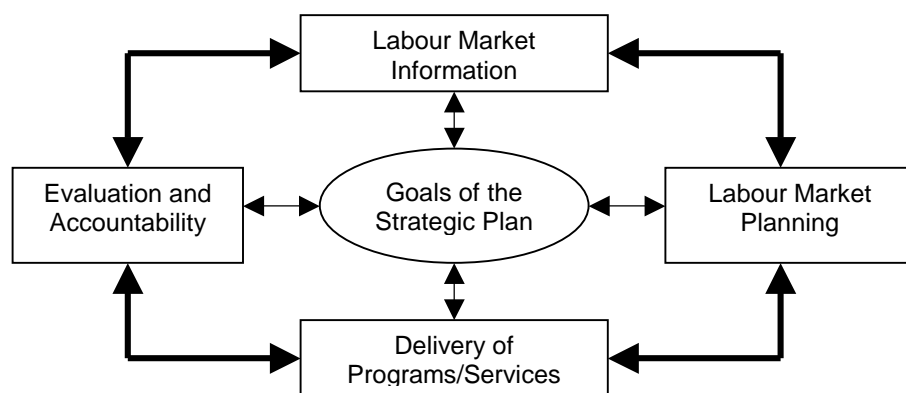 Labour Market
Information
Evaluation and
Accountability
Goals of the
Strategic Plan
Labour Market
Planning
Delivery of
Programs/Services